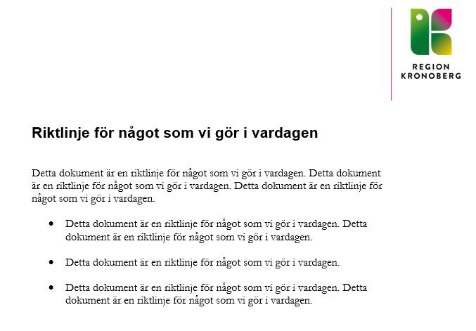 REGION
KRONOBERG
Riktlinje för något som vi gör i vardagen
Detta dokument är en riktlinje för något som vi gör i vardagen. Detta dokument
är en riktlinje för något som vi gör i vardagen. Detta dokument är en riktlinje för
något som vi gör i vardagen.
• Detta dokument är en riktlinje för något som vi gör i vardagen. Detta
dokument är en riktlinje för något som vi gör i vardagen.
• Detta dokument är en riktlinje för något som vi gör i vardagen.
• Detta dokument är en riktlinje för något som vi gör i vardagen. Detta
dokument är en riktlinje för något som vi gör i vardagen.